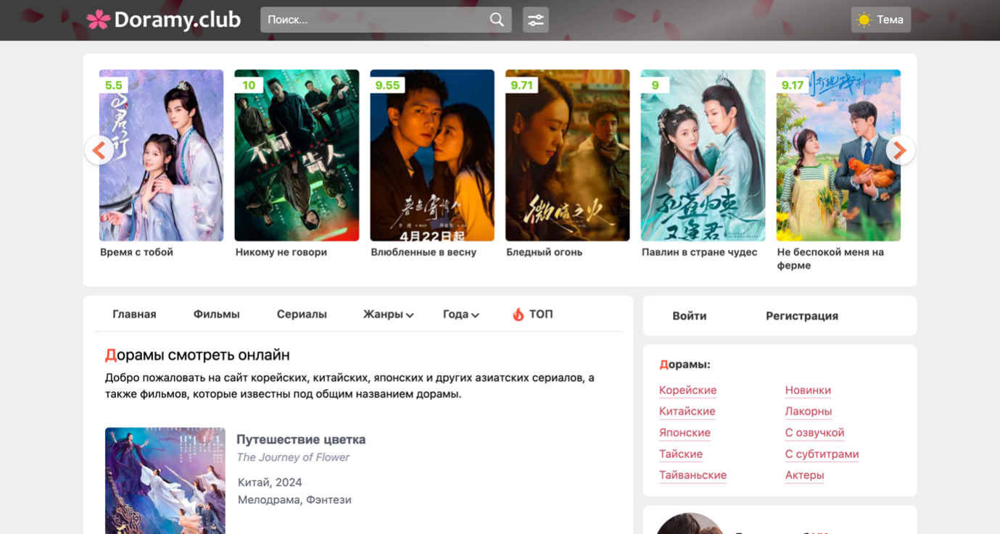 Doramy.club
Поиск...
Тема
5.5
10
9.55
9.71
9
9.17
不可告人
春色寄情人
4月22日起
微暗之火
Время с тобой
Никому не говори
Влюбленные в весну
Бледный огонь
Павлин в стране чудес
Не беспокой меня на
ферме
Главная
Фильмы
Сериалы
Жанры
Года
ТОП
Войти
Регистрация
Дорамы смотреть онлайн
Добро пожаловать на сайт корейских, китайских, японских и других азиатских сериалов, а
также фильмов, которые известны под общим названием дорамы.
Путешествие цветка
The Journey of Flower
Китай, 2024
Мелодрама, Фэнтези
Дорамы:
Корейские
Новинки
Китайские
Лакорны
Японские
С озвучкой
Тайские
С субтитрами
Тайваньские
Актеры